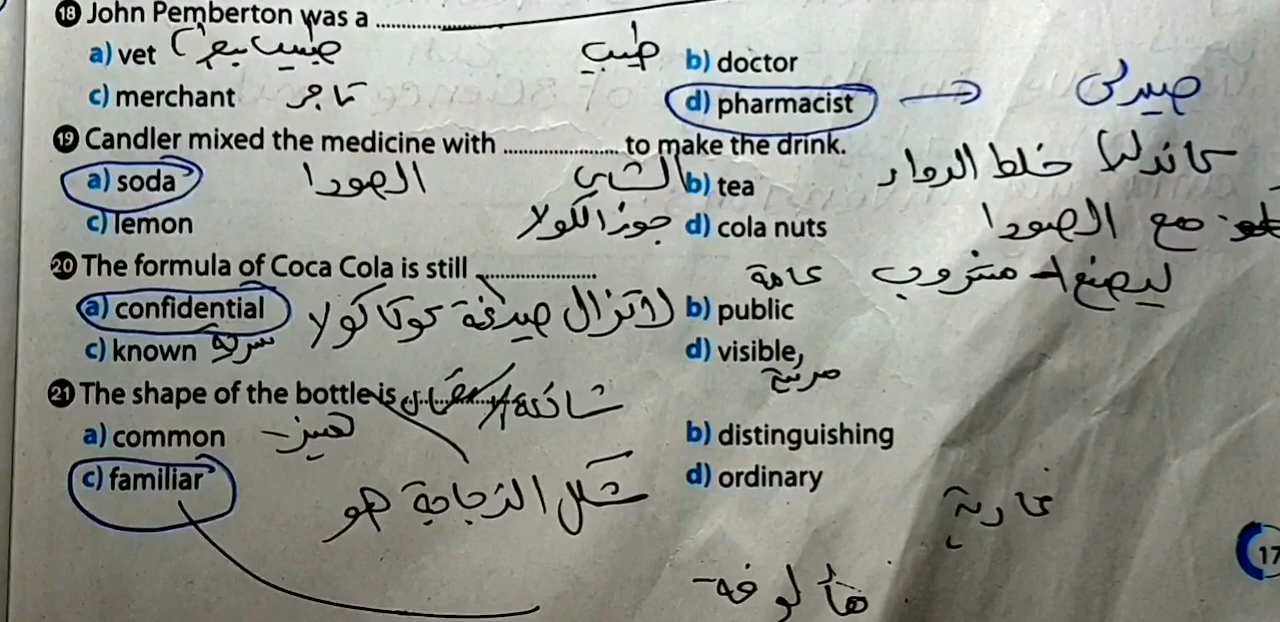 18 John Pemberton was a ....................
a) vet طبيب بيطري طبيب b) doctor
c) merchant تاجر d) pharmacist صيدلي
19 Candler mixed the medicine with .................... to make the drink. كاندلر خلط الدواء
a) soda الصودا الشاي b) tea
c) lemon جوز الكولا d) cola nuts مع الصودا
20 The formula of Coca Cola is still .................... عامة ليصنع مشروب
a) confidential لا تزال صيغة كوكاكولا b) public
c) known سرية d) visible, مرئية
21 The shape of the bottle is .................... شائعة
a) common مميز b) distinguishing
c) familiar شكل الزجاجة هو d) ordinary
عادية
مألوفة
17